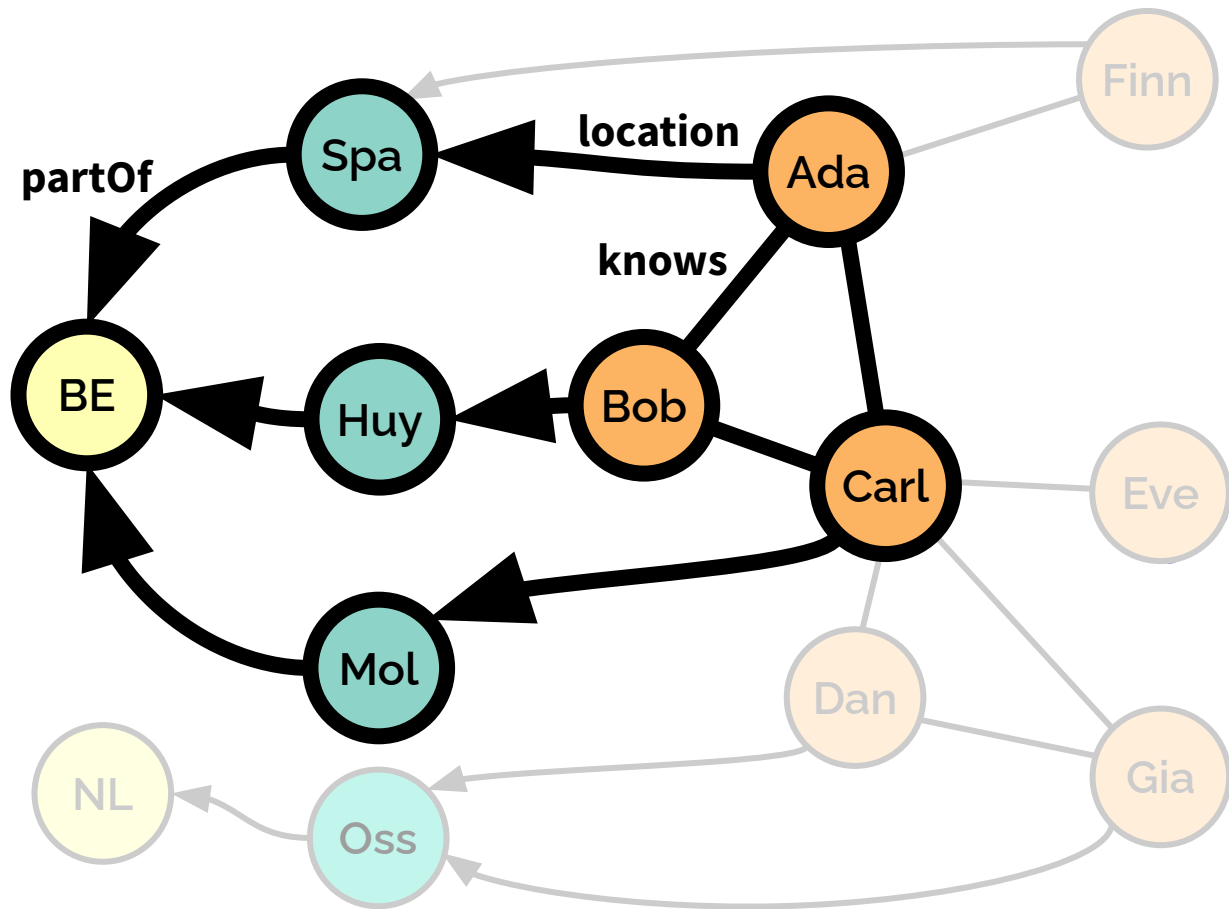 Finn
location
Spa
Ada
partOf
knows
BE
Huy
Bob
Carl
Eve
Mol
Dan
NL
Gia
Oss